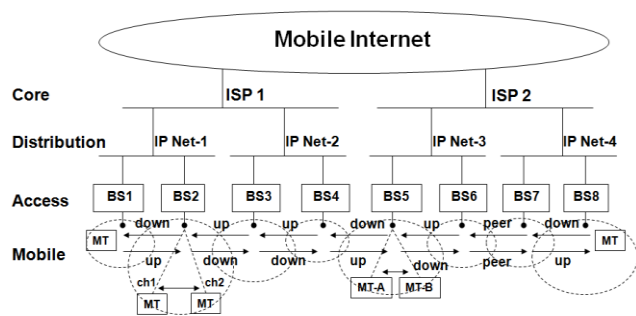 Mobile Internet
Core
ISP 1
ISP 2
Distribution
IP Net-1
IP Net-2
IP Net-3
IP Net-4
Access
BS1
BS2
BS3
BS4
BS5
BS6
BS7
BS8
down up up down up peer down
Mobile
MT
MT
up down down up down peer up
ch1
ch2
MT
MT
MT-A
MT-B